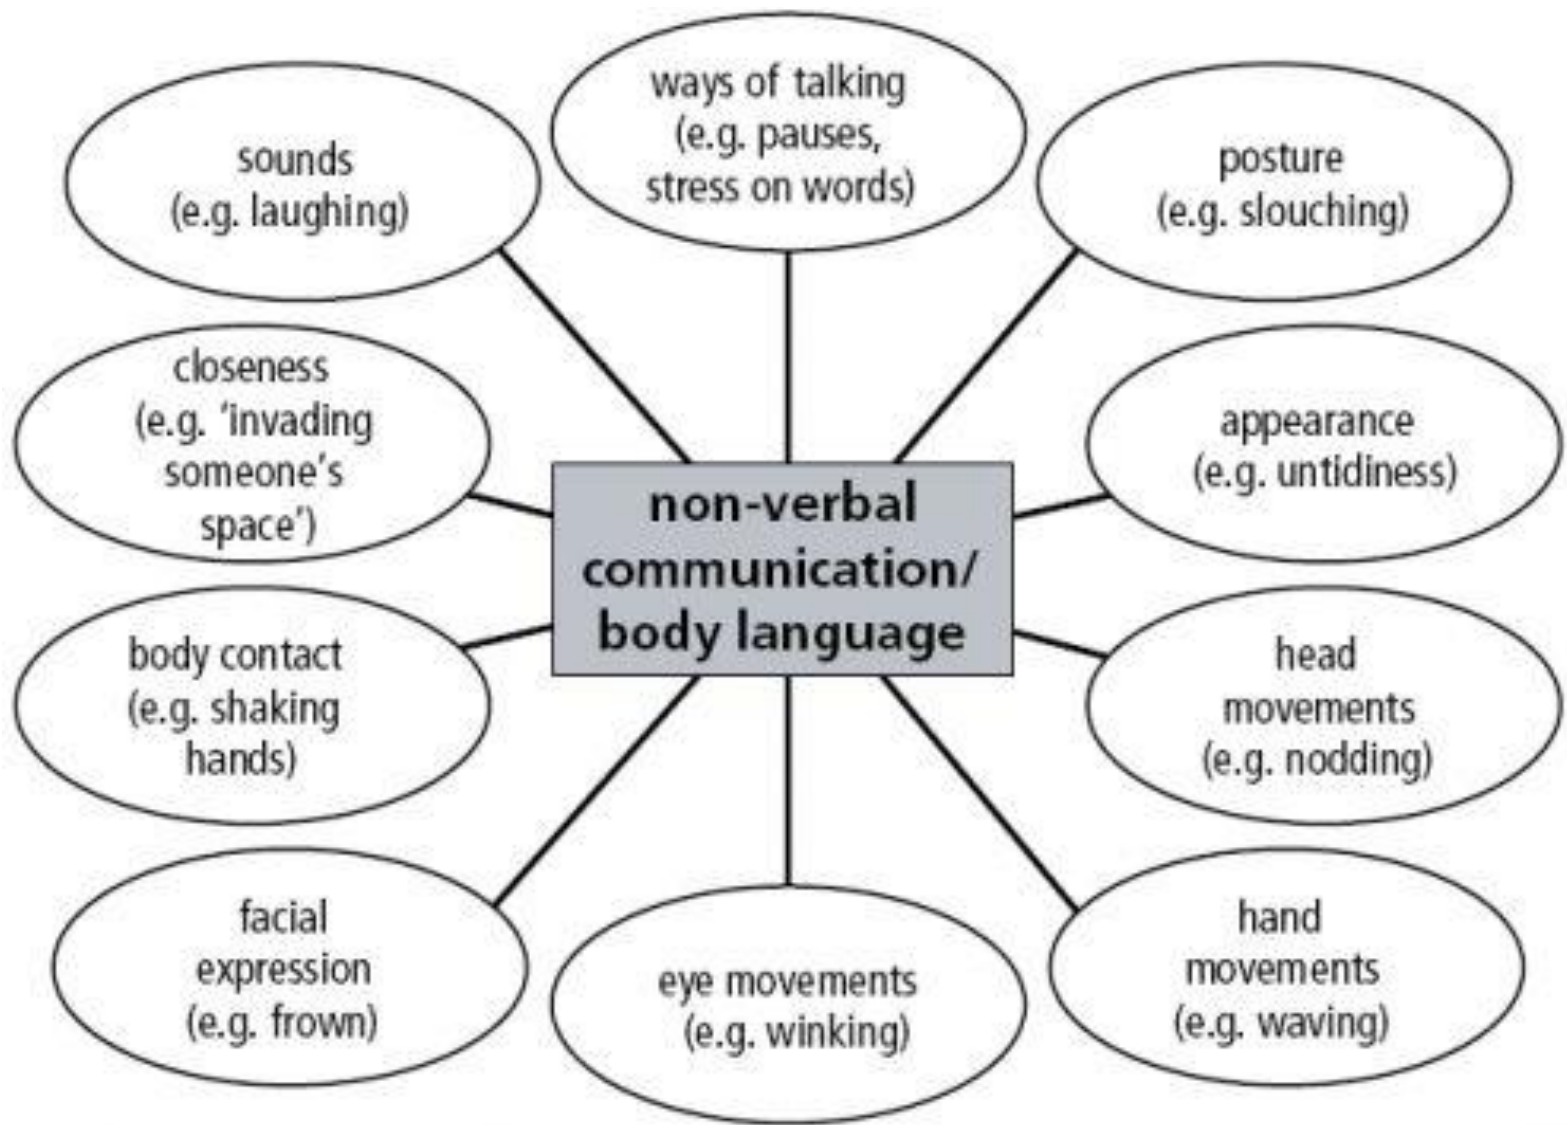 ways of talking
(e.g. pauses,
stress on words)
sounds
(e.g. laughing)
posture
(e.g. slouching)
closeness
(e.g. ‘invading
someone’s
space’)
appearance
(e.g. untidiness)
non-verbal
communication/
body language
body contact
(e.g. shaking
hands)
head
movements
(e.g. nodding)
facial
expression
(e.g. frown)
eye movements
(e.g. winking)
hand
movements
(e.g. waving)